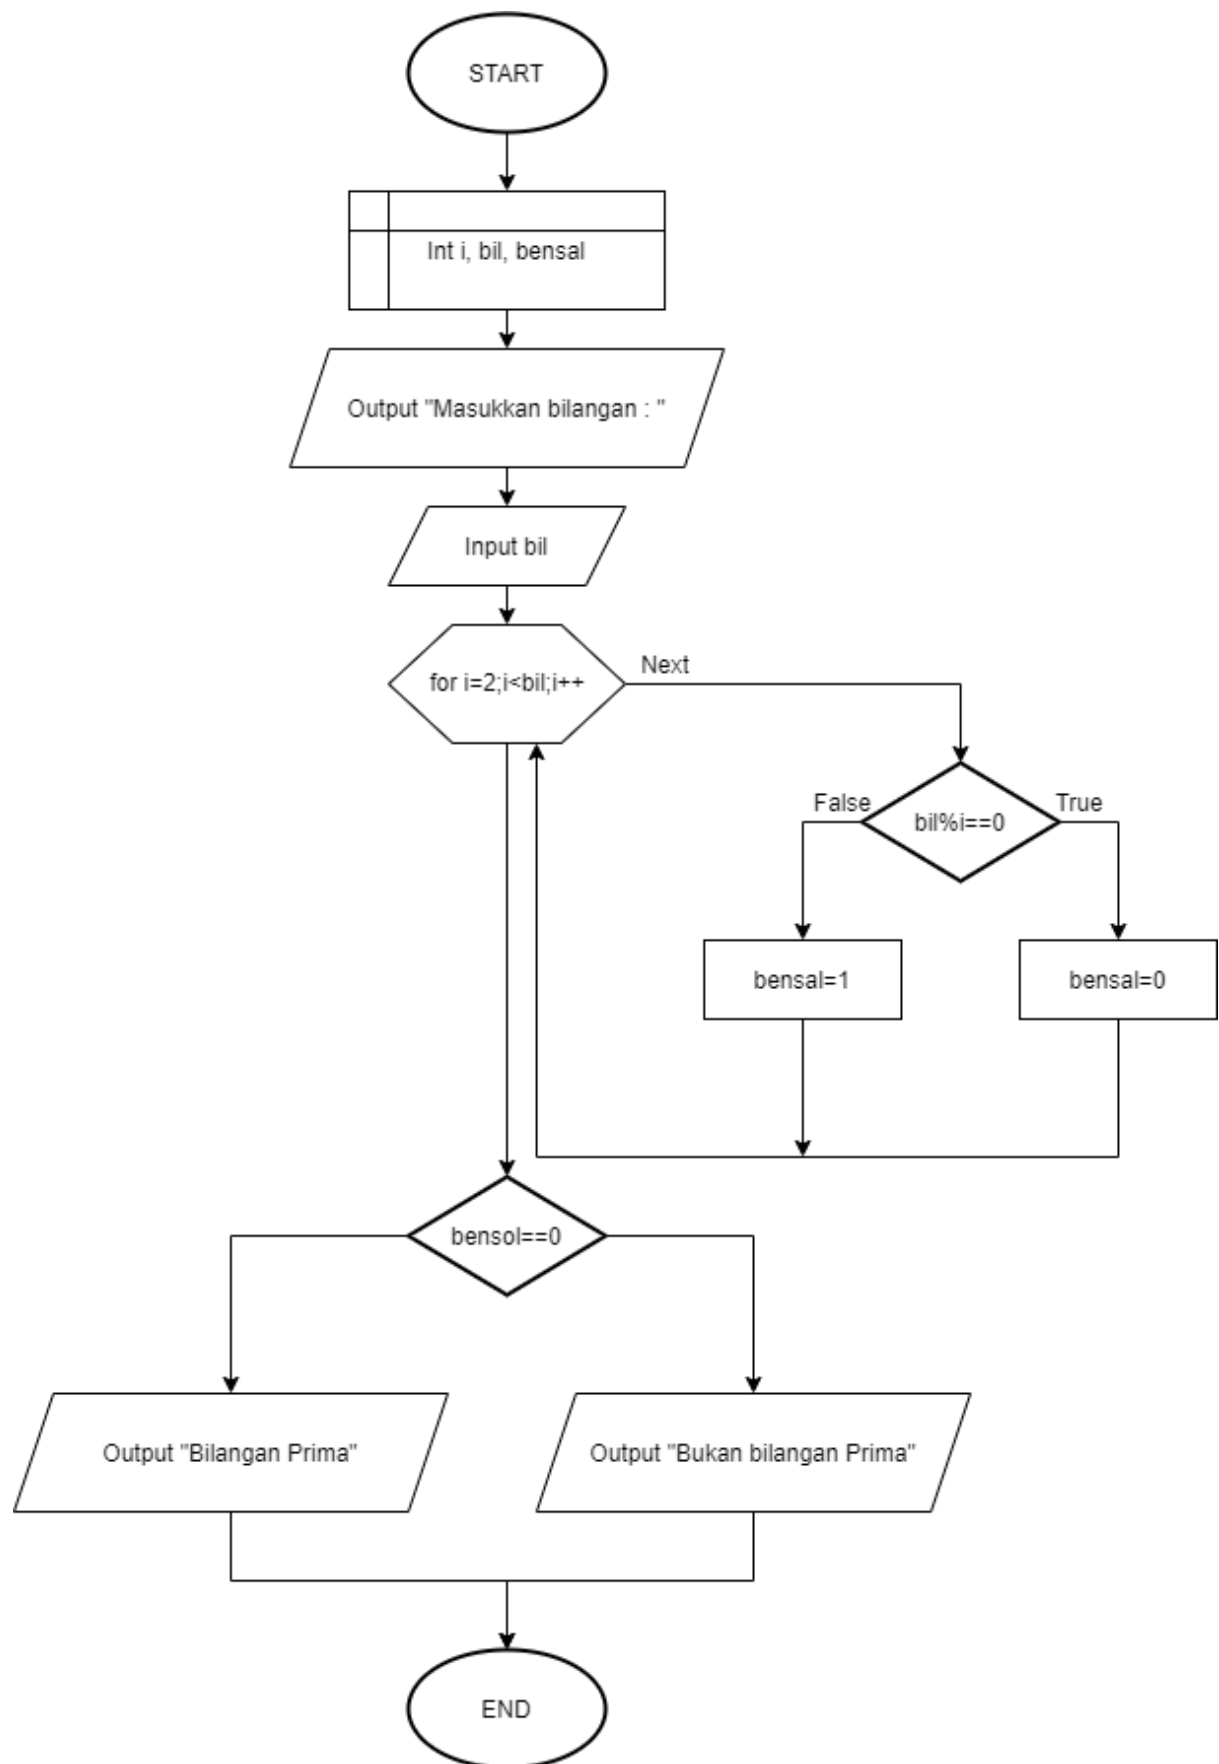 START
Int i, bil, bensal
Output "Masukkan bilangan : "
Input bil
for i=2;i<bil;i++
Next
False
True
bil%i==0
bensal=1
bensal=0
bensol==0
Output "Bilangan Prima"
Output "Bukan bilangan Prima"
END